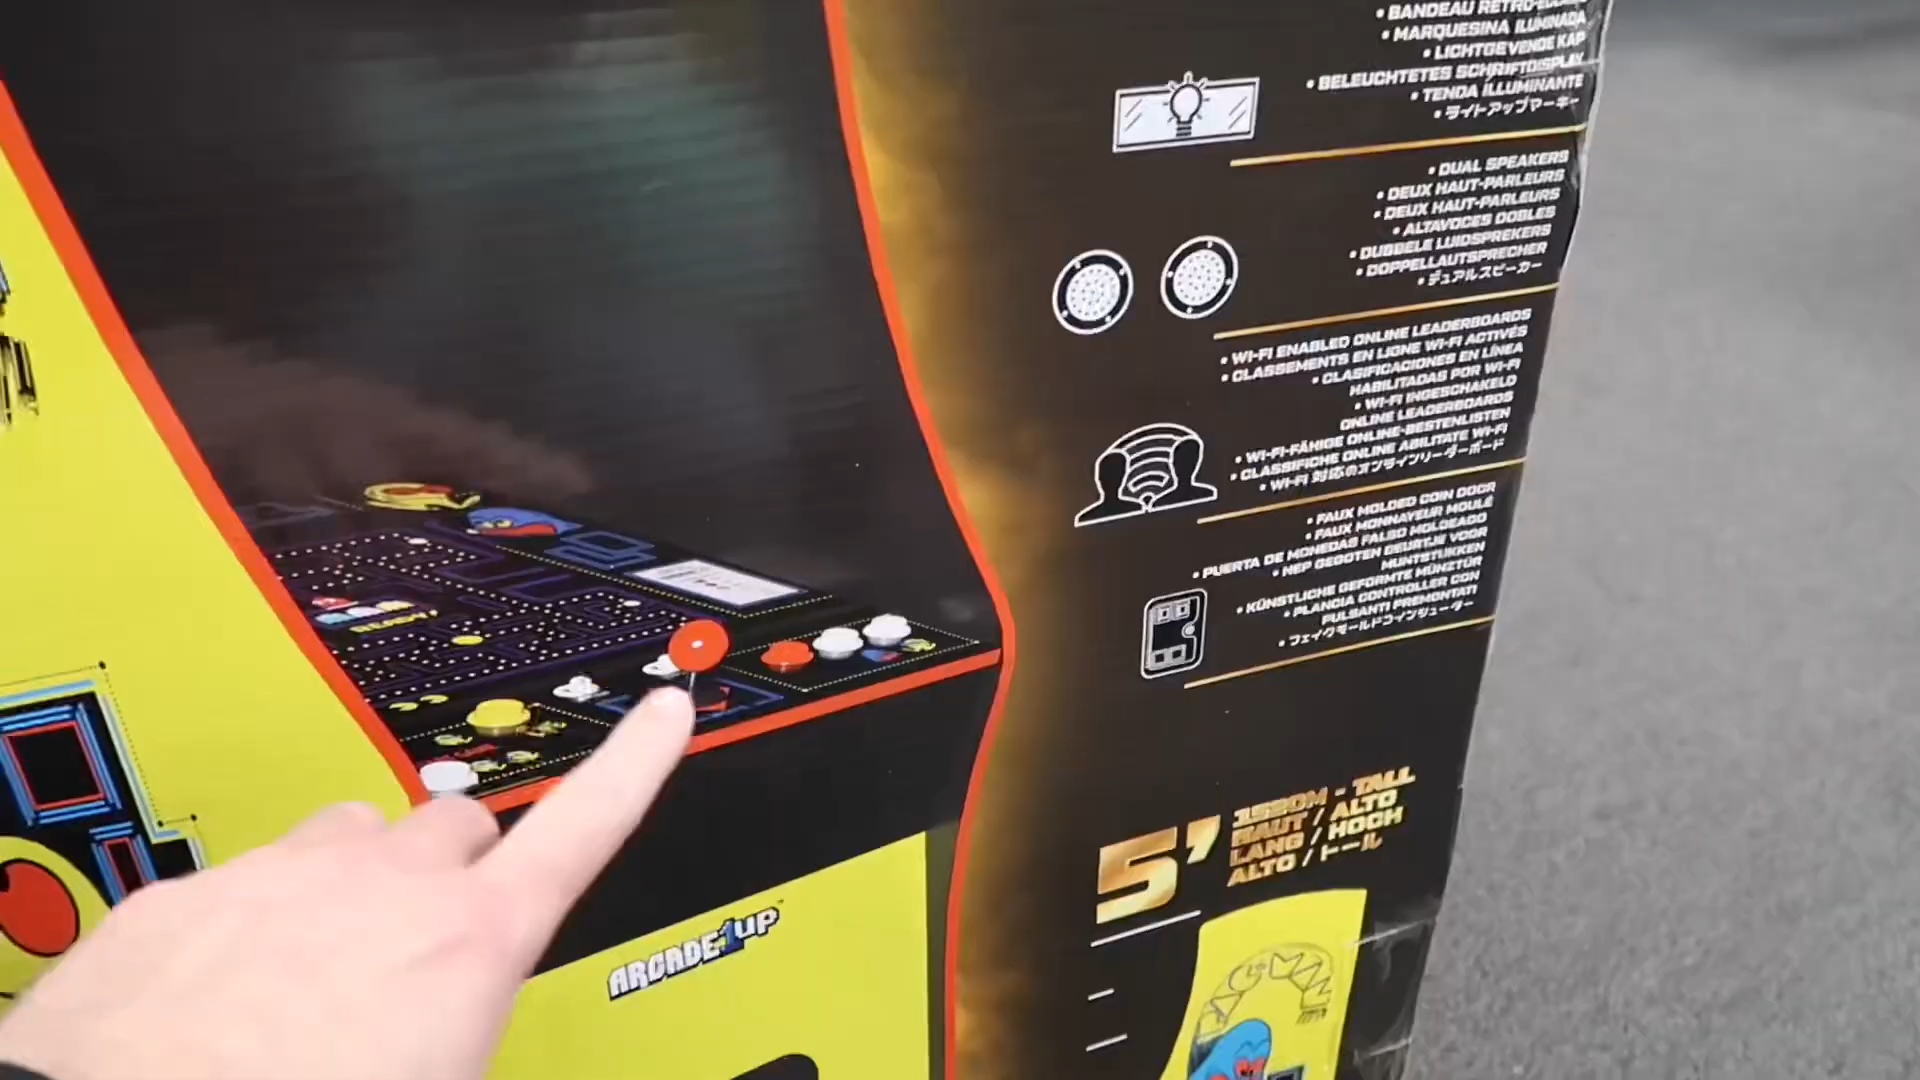 • BANDEAU RÉTRO-
• MARQUESINA ILUMINADA
• LICHTGEVENDE KAP
• BELEUCHTETES SCHRIFTDISPLAY
• TENDA ILLUMINANTE
• ライトアップマーキー
• DUAL SPEAKERS
• DEUX HAUT-PARLEURS
• DEUX HAUT-PARLEURS
• ALTAVOCES DOBLES
• DUBBELE LUIDSPREKERS
• DOPPELLAUTSPRECHER
• デュアルスピーカー
• WI-FI ENABLED ONLINE LEADERBOARDS
• CLASSEMENTS EN LIGNE WI-FI ACTIVÉS
• CLASIFICACIONES EN LÍNEA
HABILITADAS POR WI-FI
• WI-FI INGESCHAKELD
ONLINE LEADERBOARDS
• WI-FI-FÄHIGE ONLINE-BESTENLISTEN
• CLASSIFICHE ONLINE ABILITATE WI-FI
• WI-FI 対応のオンラインリーダーボード
• FAUX MOLDED COIN DOOR
• FAUX MONNAYEUR MOULÉ
• PUERTA DE MONEDAS FALSO MOLDEADO
• NEP GEGOTEN DEURTJE VOOR
MUNTSTUKKEN
• KÜNSTLICHE GEFORMTE MÜNZTÜR
• PLANCIA CONTROLLER CON
PULSANTI PREMONTATI
• フェイクモールドコインシューター
READY!
5' 152CM - TALL
HAUT / ALTO
LANG / HOCH
ALTO / トール
ARCADE1UP™